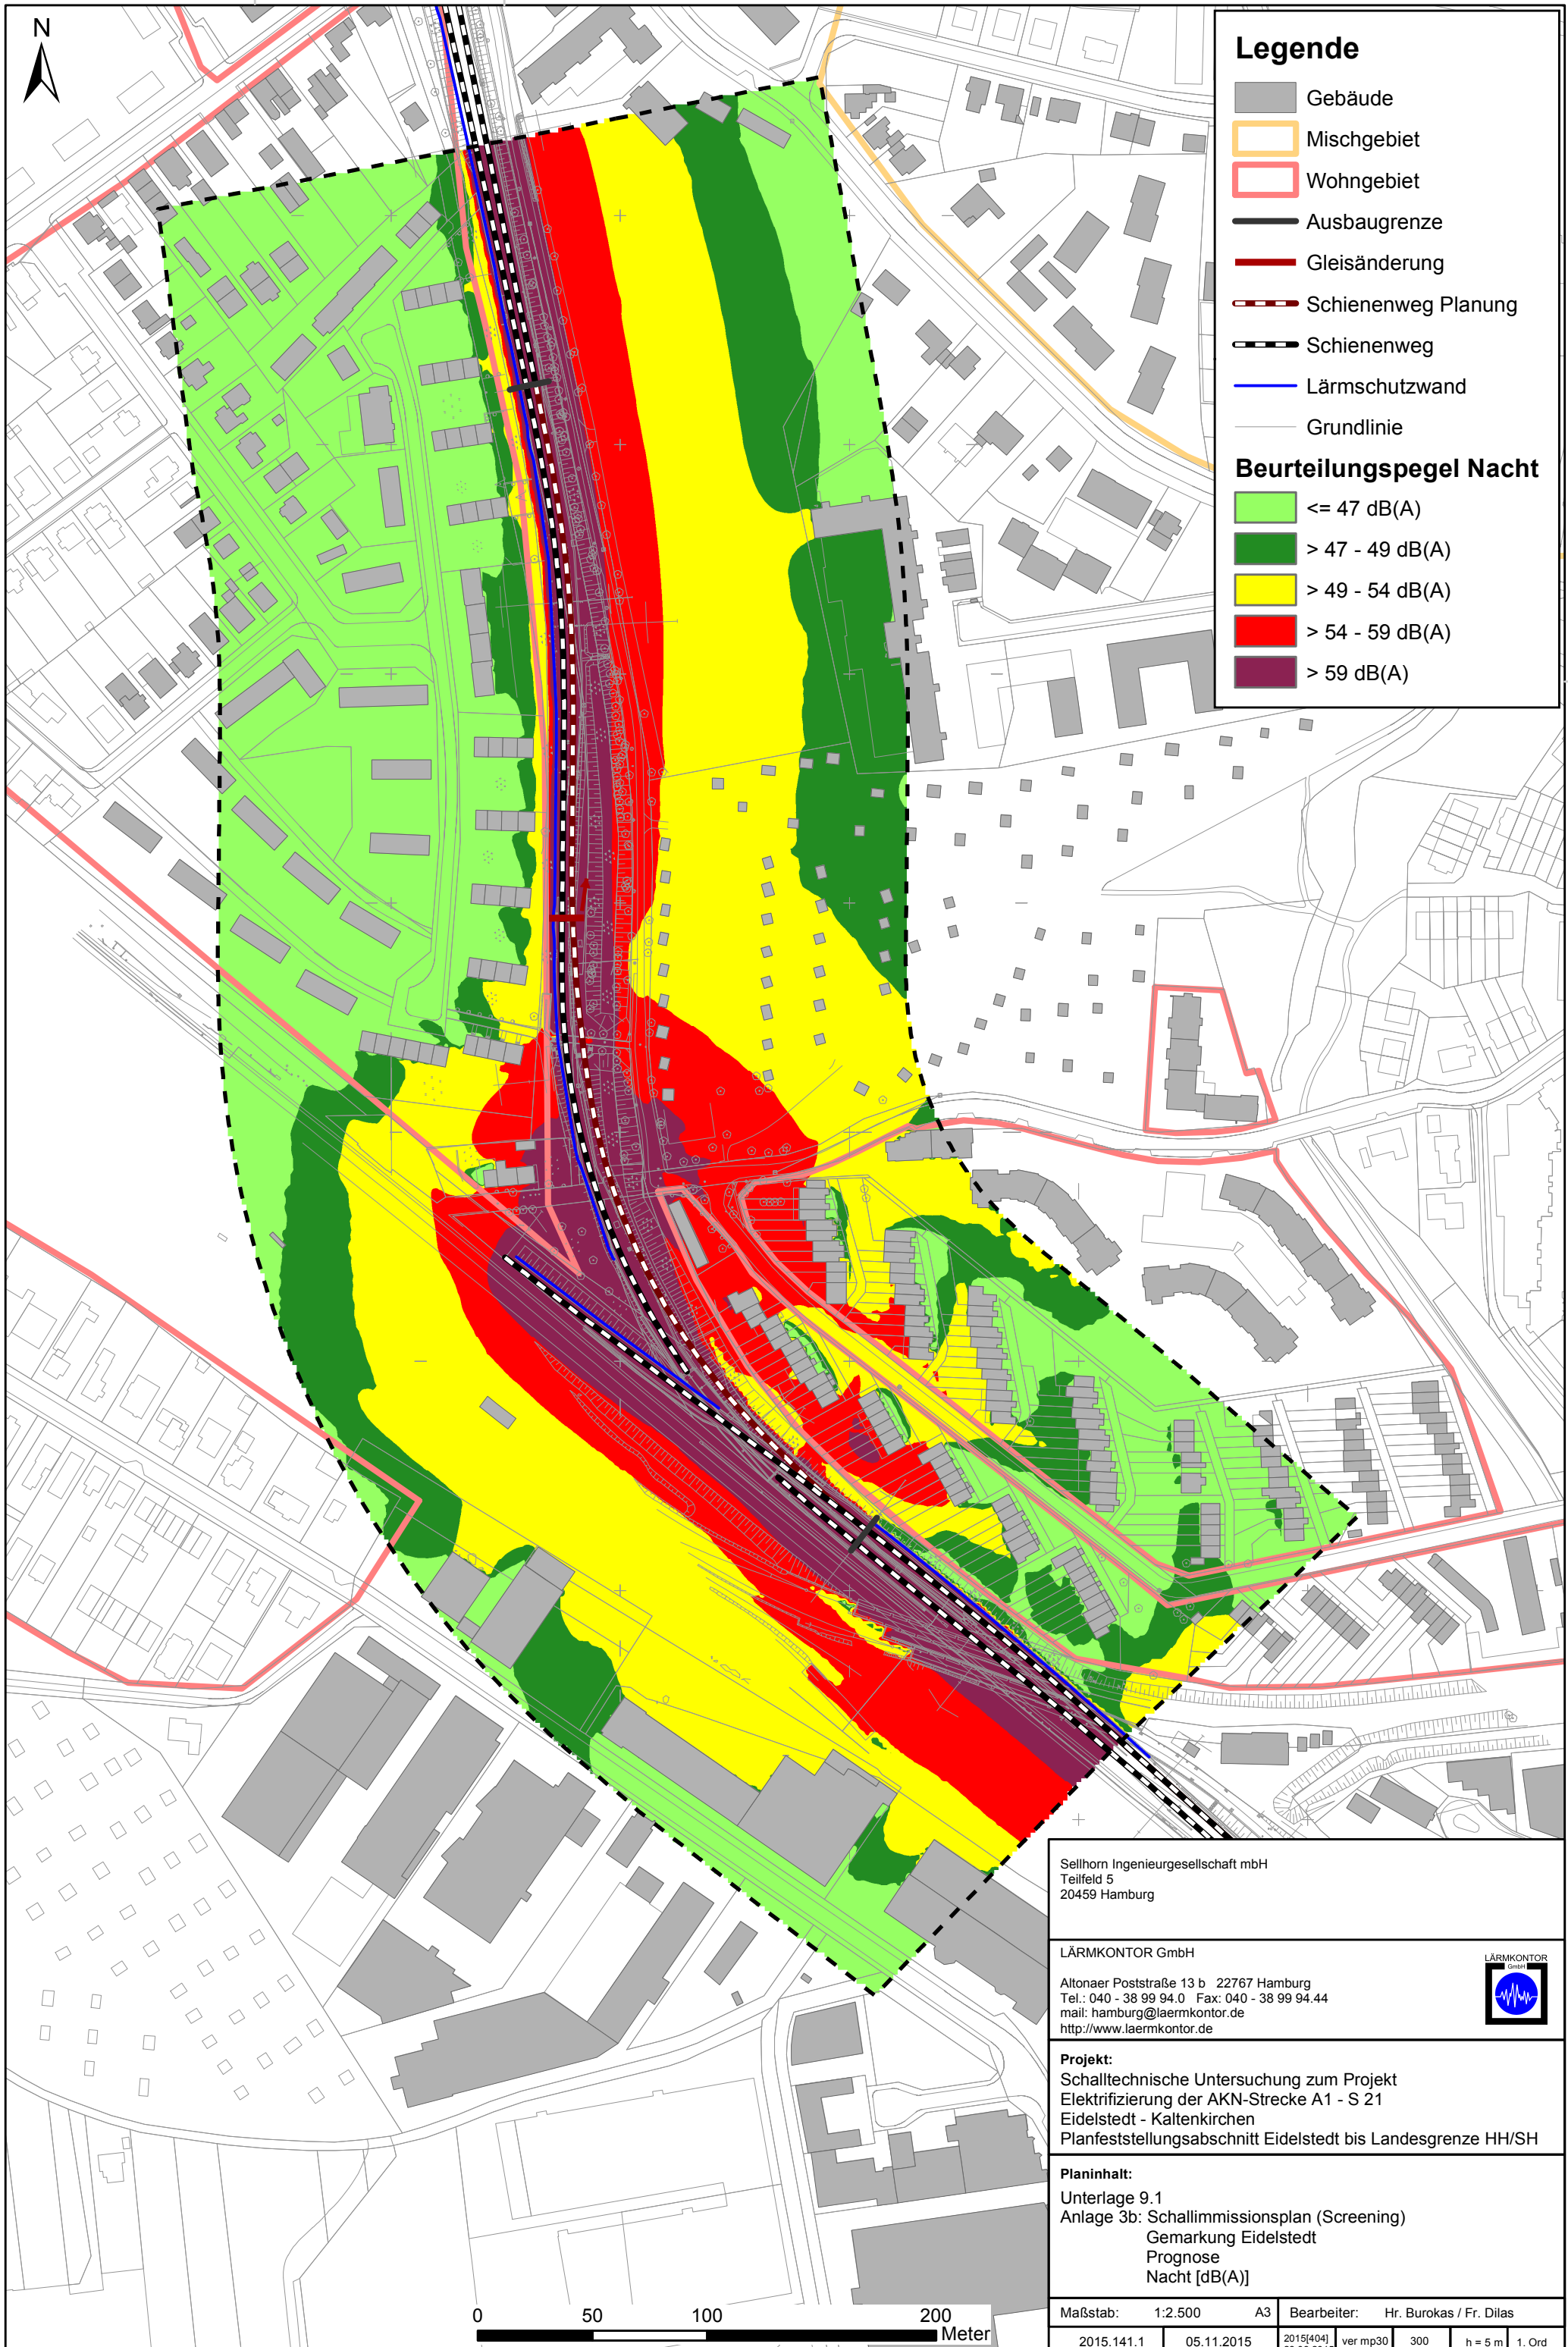 N
Legende
Gebäude
Mischgebiet
Wohngebiet
Ausbaugrenze
Gleisänderung
Schienenweg Planung
Schienenweg
Lärmschutzwand
Grundlinie
Beurteilungspegel Nacht
<= 47 dB(A)
> 47 - 49 dB(A)
> 49 - 54 dB(A)
> 54 - 59 dB(A)
> 59 dB(A)
Sellhorn Ingenieurgesellschaft mbH
Teilfeld 5
20459 Hamburg
LÄRMKONTOR GmbH
Altonaer Poststraße 13 b 22767 Hamburg
Tel.: 040 - 38 99 94.0 Fax: 040 - 38 99 94.44
mail: hamburg@laermkontor.de
http://www.laermkontor.de
LÄRMKONTOR
GmbH
Projekt:
Schalltechnische Untersuchung zum Projekt
Elektrifizierung der AKN-Strecke A1 - S 21
Eidelstedt - Kaltenkirchen
Planfeststellungsabschnitt Eidelstedt bis Landesgrenze HH/SH
Planinhalt:
Unterlage 9.1
Anlage 3b: Schallimmissionsplan (Screening)
Gemarkung Eidelstedt
Prognose
Nacht [dB(A)]
Maßstab: 1:2.500 A3 Bearbeiter: Hr. Burokas / Fr. Dilas
2015.141.1 05.11.2015 2015[404] ver mp30 300 h = 5 m 1. Ord
0 50 100 200
Meter